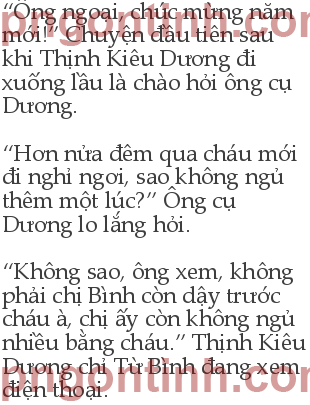 “Ông ngoại, chúc mừng năm
mới!” Chuyện đầu tiên sau
khi Thịnh Kiêu Dương đi
xuống lầu là chào hỏi ông cụ
Dương.
“Hơn nửa đêm qua cháu mới
đi nghỉ ngơi, sao không ngủ
thêm một lúc?” Ông cụ
Dương lo lắng hỏi.
“Không sao, ông xem, không
phải chị Bình còn dậy trước
cháu à, chị ấy còn không ngủ
nhiều bằng cháu.” Thịnh Kiêu
Dương chỉ Từ Bình đang xem
điện thoại.
pngontinh.com
pngontinh.com